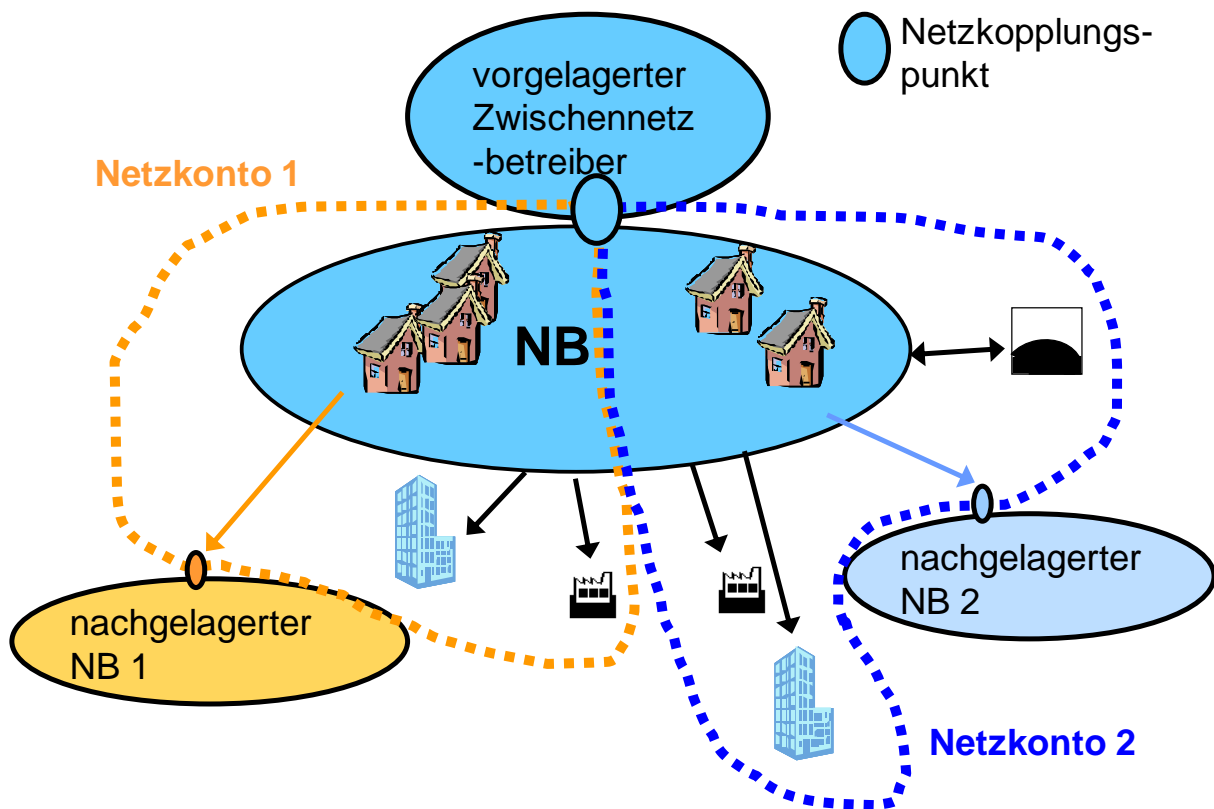 Netzkopplungs-
punkt
vorgelagerter
Zwischennetz
-betreiber
Netzkonto 1
NB
nachgelagerter
NB 1
nachgelagerter
NB 2
Netzkonto 2